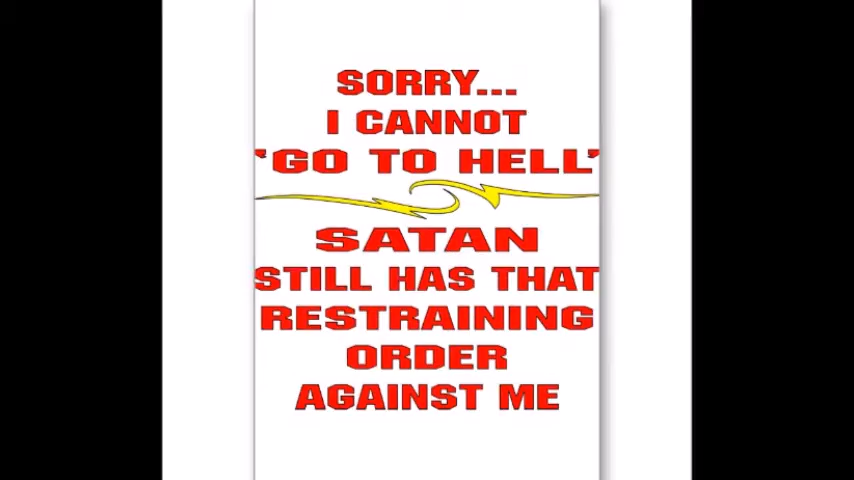 SORRY...
I CANNOT
'GO TO HELL'
SATAN
STILL HAS THAT
RESTRAINING
ORDER
AGAINST ME